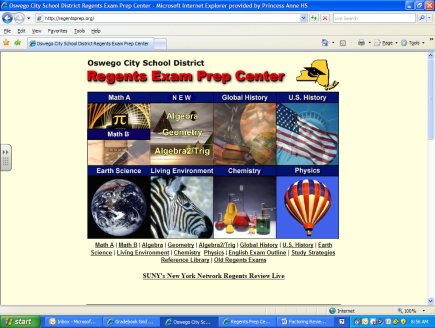 Oswego City School District Regents Exam Prep Center - Microsoft Internet Explorer provided by Princess Anne HS
http://regentsprep.org/
Live Search
File Edit View Favorites Tools Help
Oswego City School District Regents Exam Prep Center
Page Tools
Oswego City School District
Regents Exam Prep Center
Math A
NEW
Global History
U.S. History
π
Algebra
Math B
Geometry
Algebra2/Trig
Earth Science
Living Environment
Chemistry
Physics
Math A | Math B | Algebra | Geometry | Algebra2/Trig | Global History | U.S. History | Earth
Science | Living Environment | Chemistry | Physics | English Exam Outline | Study Strategies
Reference Library | Old Regents Exams
SUNY's New York Network Regents Review Live
Internet
100%
start
Inbox - Microsof...
Gradebook Unit ...
Oswego City Sc...
Regents Prep Ce...
Factoring Revie...
9:56 AM